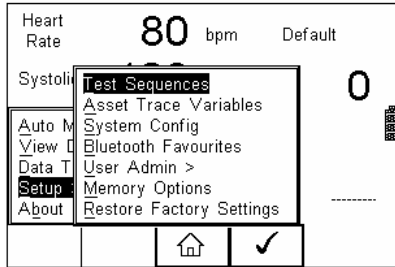 Heart
Rate 80 bpm Default
Systolic
0
Test Sequences
Asset Trace Variables
Auto M System Config
View D Bluetooth Favourites
Data T User Admin >
Setup Memory Options
About Restore Factory Settings